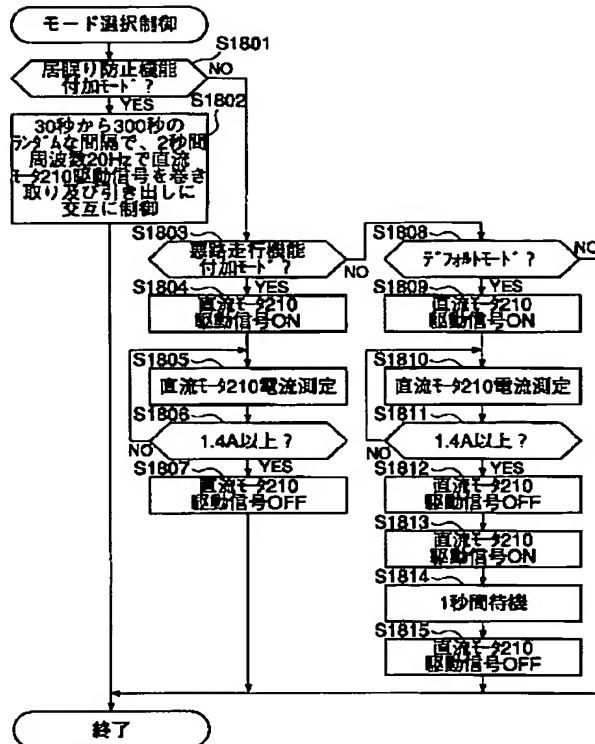 モード選択制御
S1801
居眠り防止機能
付加モード?
NO
YES
S1802
30秒から300秒の
ランダムな間隔で、2秒間
周波数20Hzで直流
モータ210駆動信号を巻き
取り及び引き出しに
交互に制御
S1803
悪路走行機能
付加モード?
NO
YES
S1804
直流モータ210
駆動信号ON
S1805
直流モータ210電流測定
S1806
1.4A以上?
NO
YES
S1807
直流モータ210
駆動信号OFF
S1808
デフォルトモード?
NO
YES
S1809
直流モータ210
駆動信号ON
S1810
直流モータ210電流測定
S1811
1.4A以上?
NO
YES
S1812
直流モータ210
駆動信号OFF
S1813
直流モータ210
駆動信号ON
S1814
1秒間待機
S1815
直流モータ210
駆動信号OFF
終了